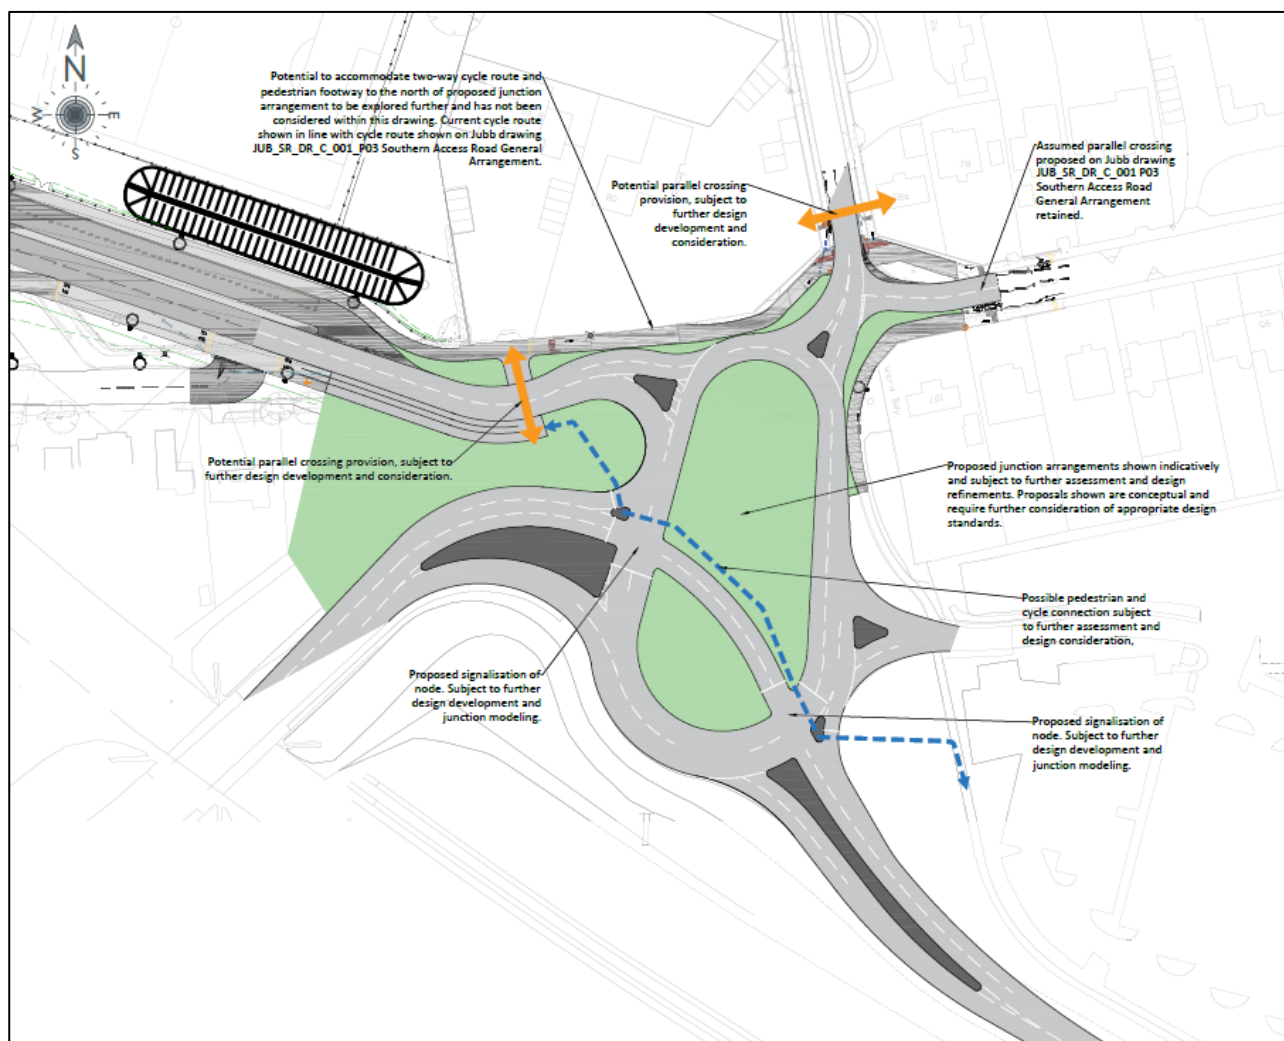 N
W
E
S
Potential to accommodate two-way cycle route and
pedestrian footway to the north of proposed junction
arrangement to be explored further and has not been
considered within this drawing. Current cycle route
shown in line with cycle route shown on Jubb drawing
JUB_SR_DR_C_001_P03 Southern Access Road General
Arrangement.
Potential parallel crossing
provision, subject to
further design
development and
consideration.
Assumed parallel crossing
proposed on Jubb drawing
JUB_SR_DR_C_001 P03
Southern Access Road
General Arrangement
retained.
79
107
Potential parallel crossing provision, subject to
further design development and consideration.
Proposed junction arrangements shown indicatively
and subject to further assessment and design
refinements. Proposals shown are conceptual and
require further consideration of appropriate design
standards.
Possible pedestrian and
cycle connection subject
to further assessment and
design consideration,
Proposed signalisation of
node. Subject to further
design development and
junction modeling.
Proposed signalisation of
node. Subject to further
design development and
junction modeling.